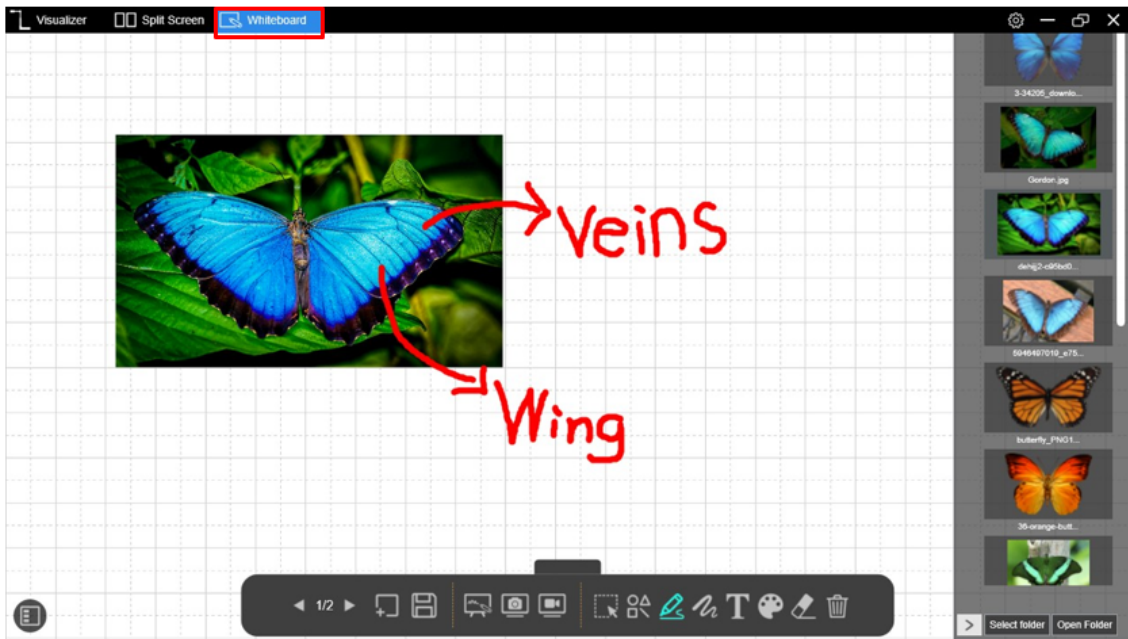 Visualizer Split Screen Whiteboard
3-34205_downlo...
Gordon.jpg
Veins
dehjj2-c95bd0...
5946497019_e75...
Wing
butterfly_PNG1...
36-orange-butt...
1/2
T
Select folder Open Folder